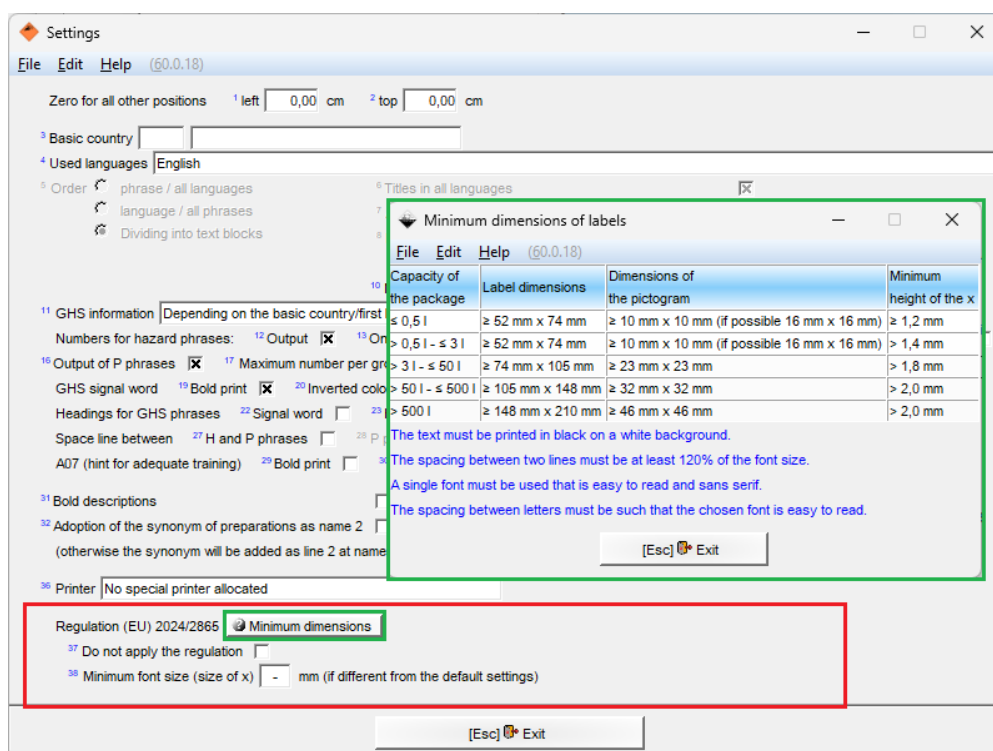 Settings
File Edit Help (60.0.18)
Zero for all other positions 1 left 0,00 cm 2 top 0,00 cm
3 Basic country
4 Used languages English
5 Order phrase / all languages 6 Titles in all languages
language / all phrases 7
Dividing into text blocks 8
10
11 GHS information Depending on the basic country/first
Numbers for hazard phrases: 12 Output 13 On
16 Output of P phrases 17 Maximum number per gro
GHS signal word 19 Bold print 20 Inverted colo
Headings for GHS phrases 22 Signal word 23
Space line between 27 H and P phrases 28 P p
A07 (hint for adequate training) 29 Bold print 30
31 Bold descriptions
32 Adoption of the synonym of preparations as name 2
(otherwise the synonym will be added as line 2 at name
36 Printer No special printer allocated
Regulation (EU) 2024/2865 Minimum dimensions
37 Do not apply the regulation
38 Minimum font size (size of x) - mm (if different from the default settings)
[Esc] Exit
Minimum dimensions of labels
File Edit Help (60.0.18)
Capacity of the package Label dimensions Dimensions of the pictogram Minimum height of the x
≤ 0,5 l ≥ 52 mm x 74 mm ≥ 10 mm x 10 mm (if possible 16 mm x 16 mm) ≥ 1,2 mm
> 0,5 l - ≤ 3 l ≥ 52 mm x 74 mm ≥ 10 mm x 10 mm (if possible 16 mm x 16 mm) > 1,4 mm
> 3 l - ≤ 50 l ≥ 74 mm x 105 mm ≥ 23 mm x 23 mm > 1,8 mm
> 50 l - ≤ 500 l ≥ 105 mm x 148 mm ≥ 32 mm x 32 mm > 2,0 mm
> 500 l ≥ 148 mm x 210 mm ≥ 46 mm x 46 mm > 2,0 mm
The text must be printed in black on a white background.
The spacing between two lines must be at least 120% of the font size.
A single font must be used that is easy to read and sans serif.
The spacing between letters must be such that the chosen font is easy to read.
[Esc] Exit